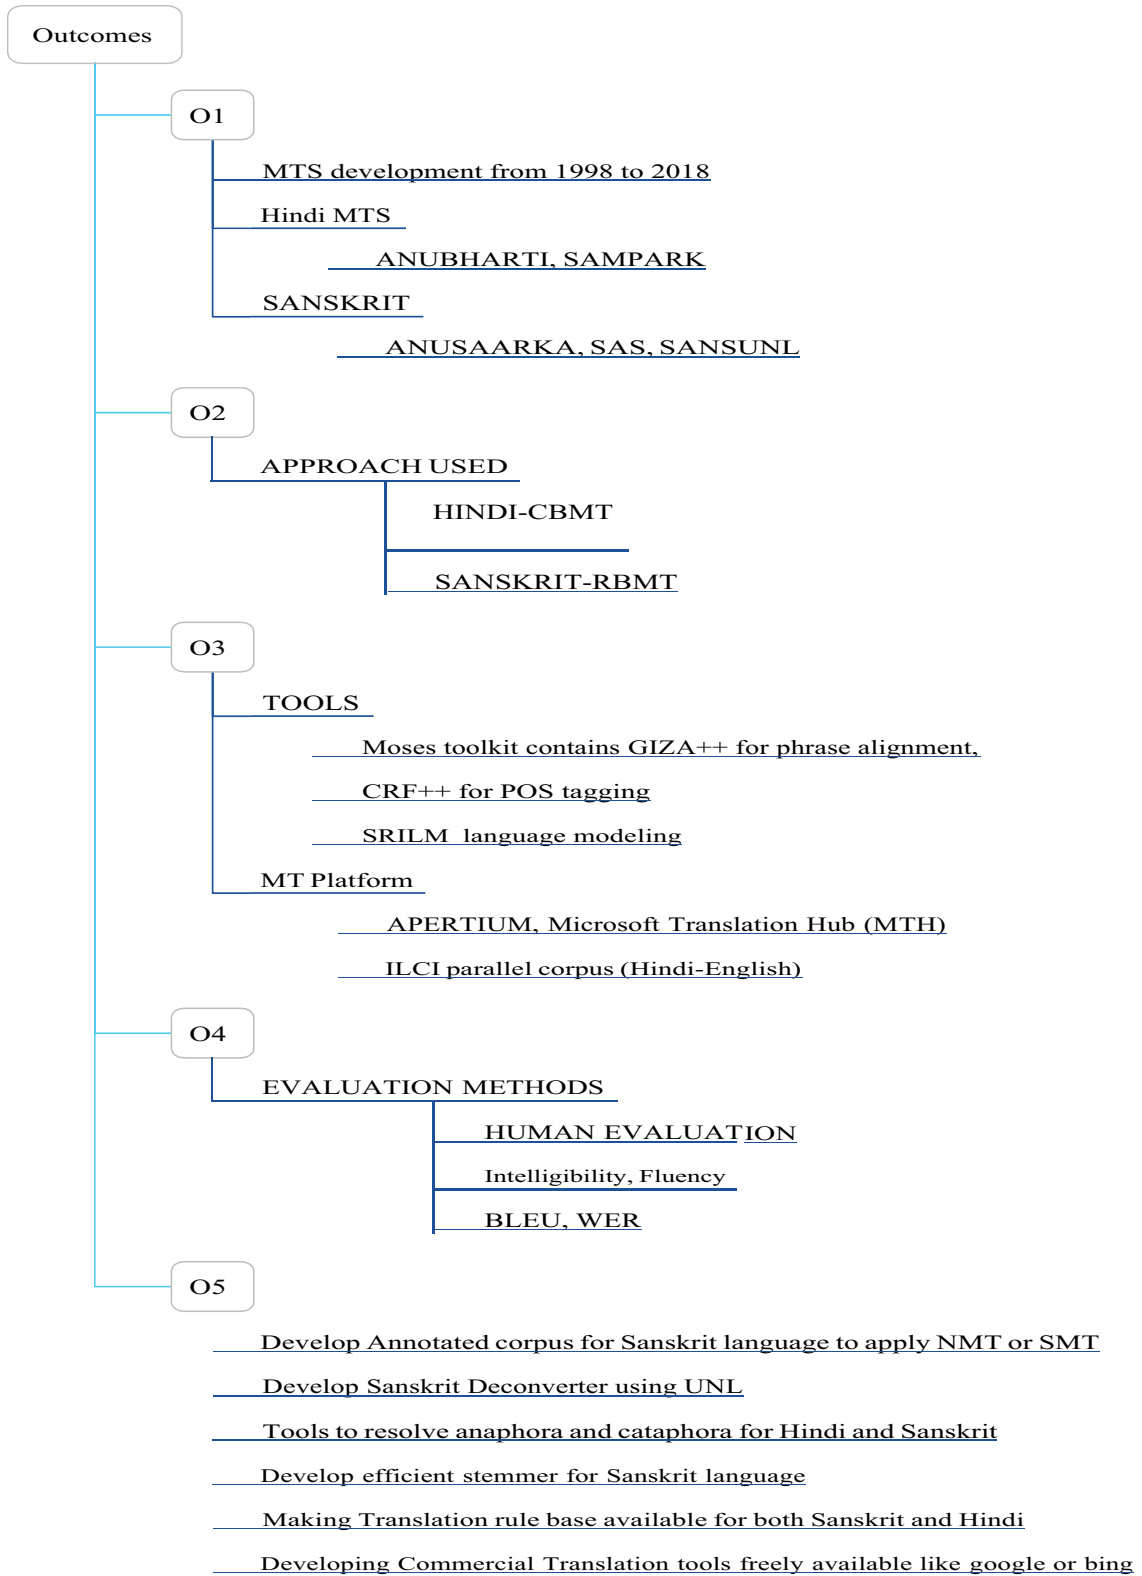 Outcomes
O1
MTS development from 1998 to 2018
Hindi MTS
ANUBHARTI, SAMPARK
SANSKRIT
ANUSAARKA, SAS, SANSUNL
O2
APPROACH USED
HINDI-CBMT
SANSKRIT-RBMT
O3
TOOLS
Moses toolkit contains GIZA++ for phrase alignment,
CRF++ for POS tagging
SRILM language modeling
MT Platform
APERTIUM, Microsoft Translation Hub (MTH)
ILCI parallel corpus (Hindi-English)
O4
EVALUATION METHODS
HUMAN EVALUATION
Intelligibility, Fluency
BLEU, WER
O5
Develop Annotated corpus for Sanskrit language to apply NMT or SMT
Develop Sanskrit Deconverter using UNL
Tools to resolve anaphora and cataphora for Hindi and Sanskrit
Develop efficient stemmer for Sanskrit language
Making Translation rule base available for both Sanskrit and Hindi
Developing Commercial Translation tools freely available like google or bing